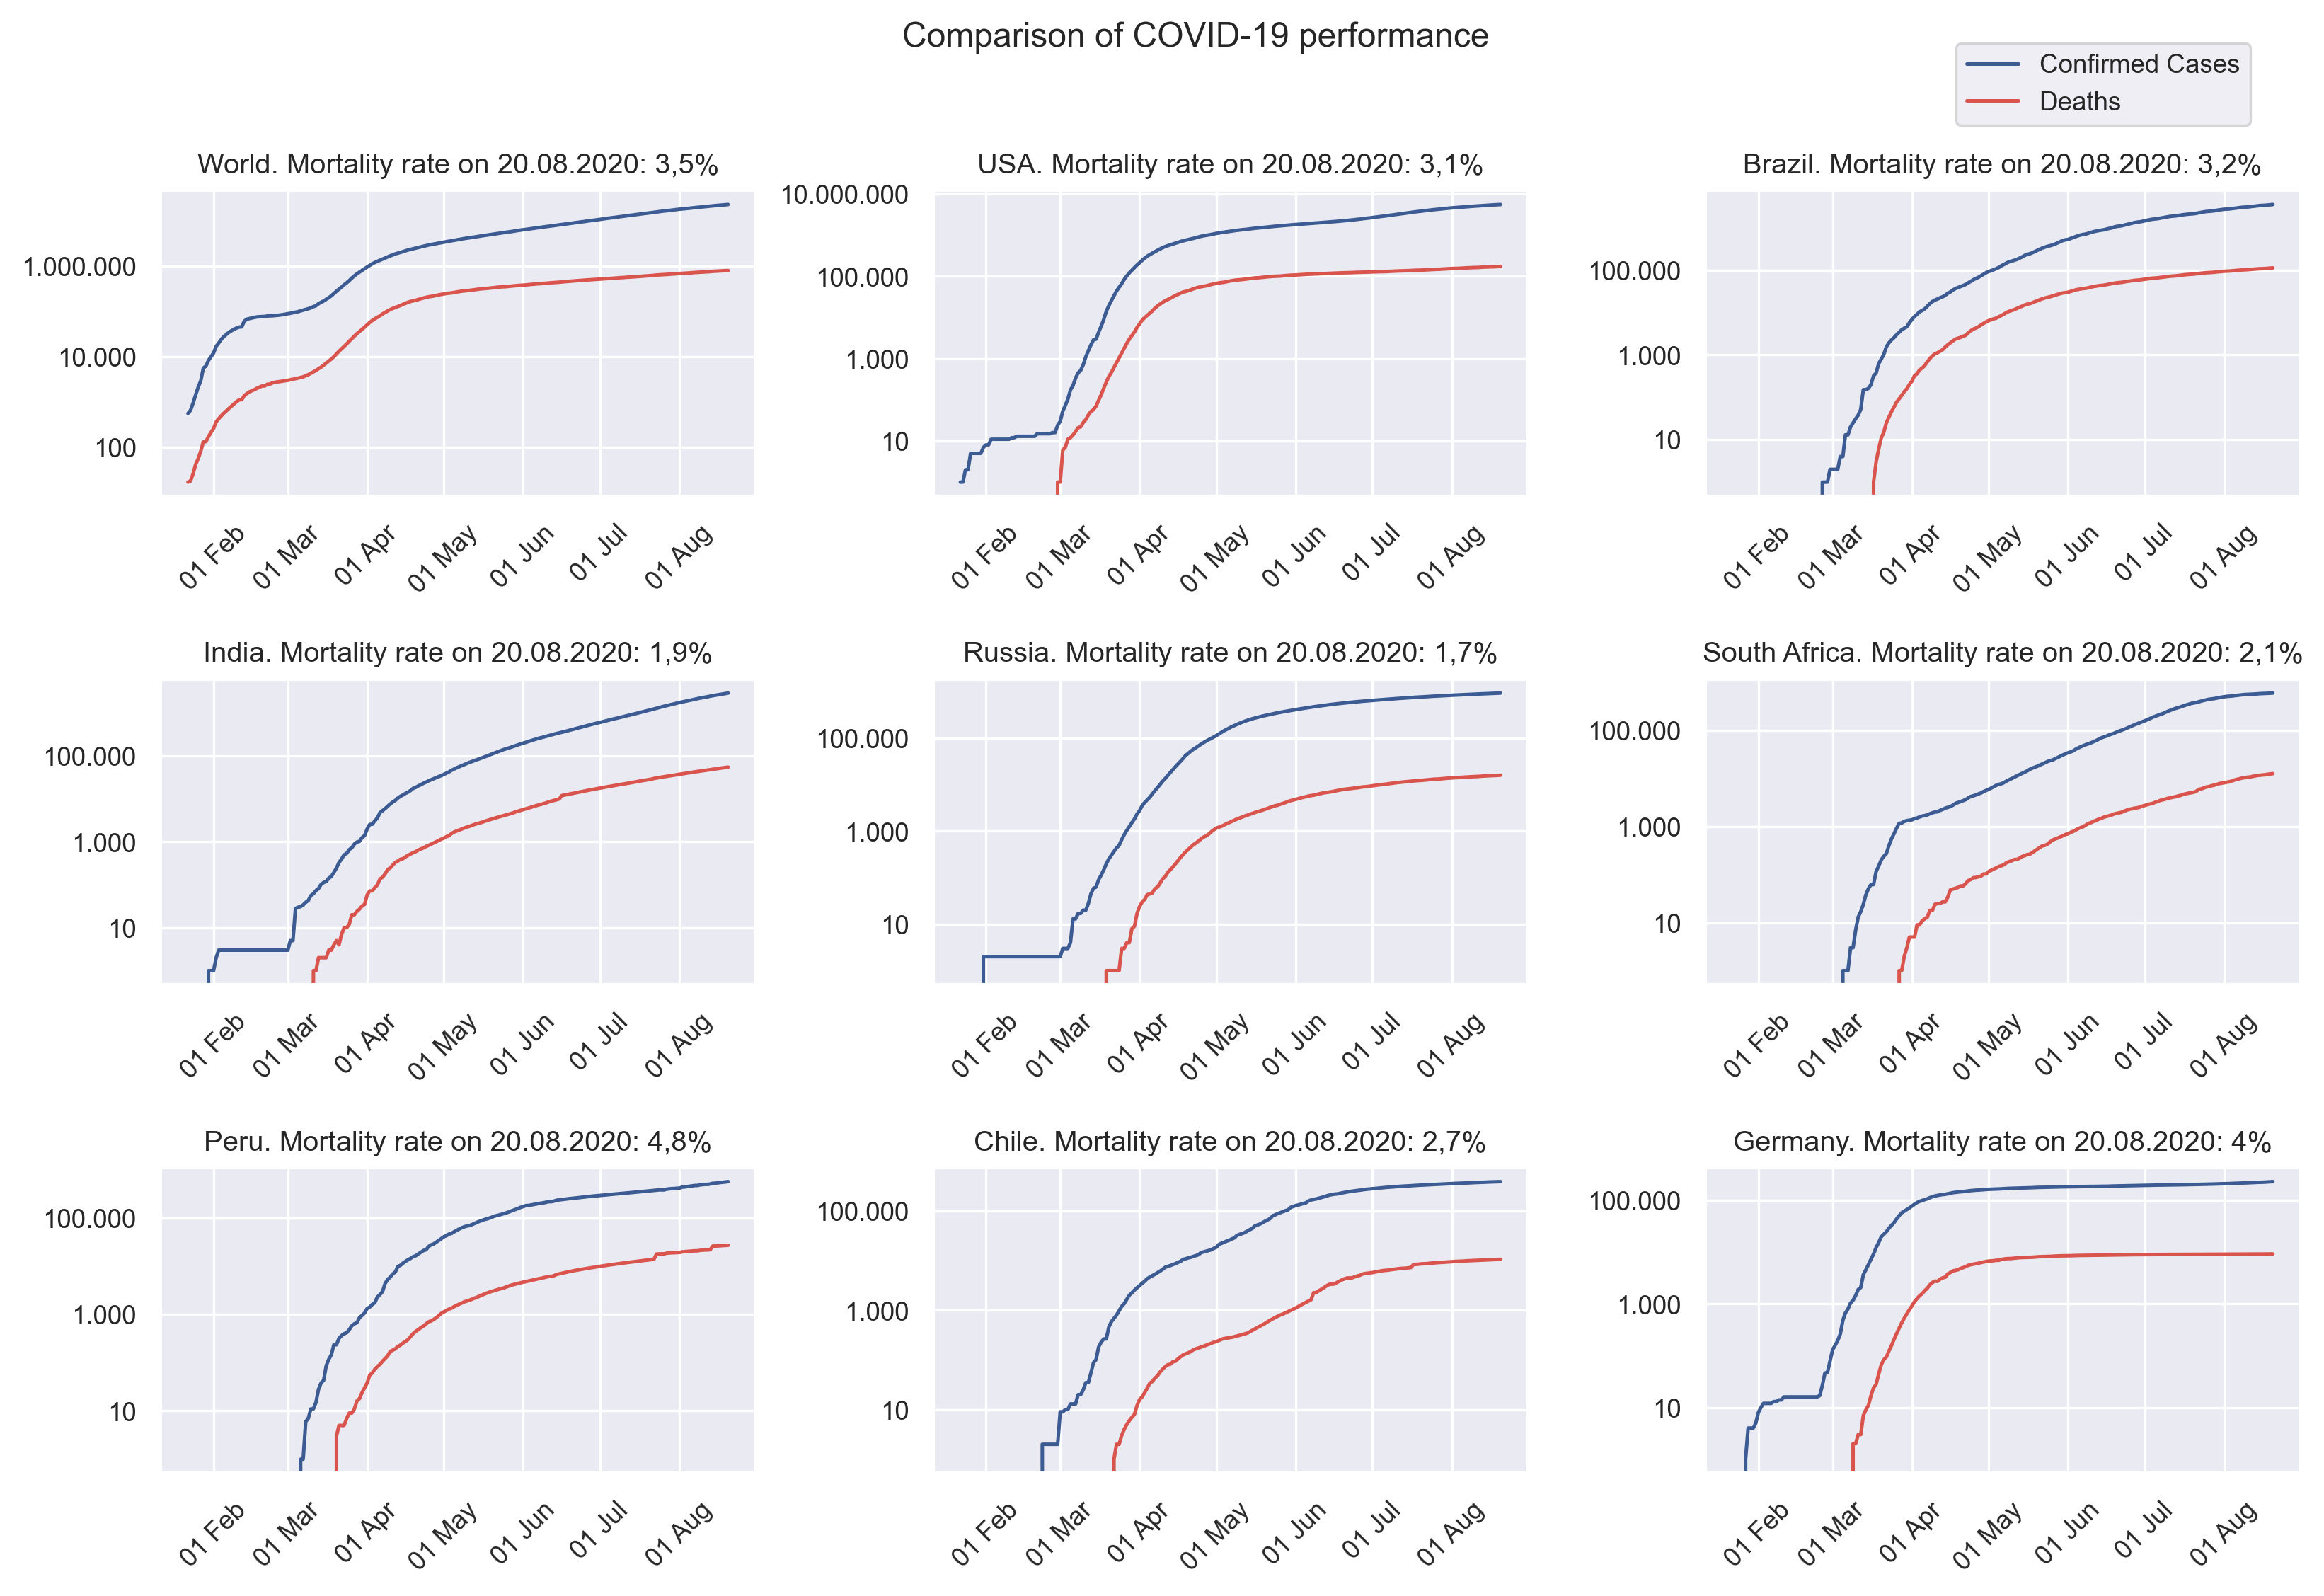 Comparison of COVID-19 performance
Confirmed Cases
Deaths
World. Mortality rate on 20.08.2020: 3,5%
1.000.000
10.000
100
01 Feb
01 Mar
01 Apr
01 May
01 Jun
01 Jul
01 Aug
USA. Mortality rate on 20.08.2020: 3,1%
10.000.000
100.000
1.000
10
01 Feb
01 Mar
01 Apr
01 May
01 Jun
01 Jul
01 Aug
Brazil. Mortality rate on 20.08.2020: 3,2%
100.000
1.000
10
01 Feb
01 Mar
01 Apr
01 May
01 Jun
01 Jul
01 Aug
India. Mortality rate on 20.08.2020: 1,9%
100.000
1.000
10
01 Feb
01 Mar
01 Apr
01 May
01 Jun
01 Jul
01 Aug
Russia. Mortality rate on 20.08.2020: 1,7%
100.000
1.000
10
01 Feb
01 Mar
01 Apr
01 May
01 Jun
01 Jul
01 Aug
South Africa. Mortality rate on 20.08.2020: 2,1%
100.000
1.000
10
01 Feb
01 Mar
01 Apr
01 May
01 Jun
01 Jul
01 Aug
Peru. Mortality rate on 20.08.2020: 4,8%
100.000
1.000
10
01 Feb
01 Mar
01 Apr
01 May
01 Jun
01 Jul
01 Aug
Chile. Mortality rate on 20.08.2020: 2,7%
100.000
1.000
10
01 Feb
01 Mar
01 Apr
01 May
01 Jun
01 Jul
01 Aug
Germany. Mortality rate on 20.08.2020: 4%
100.000
1.000
10
01 Feb
01 Mar
01 Apr
01 May
01 Jun
01 Jul
01 Aug